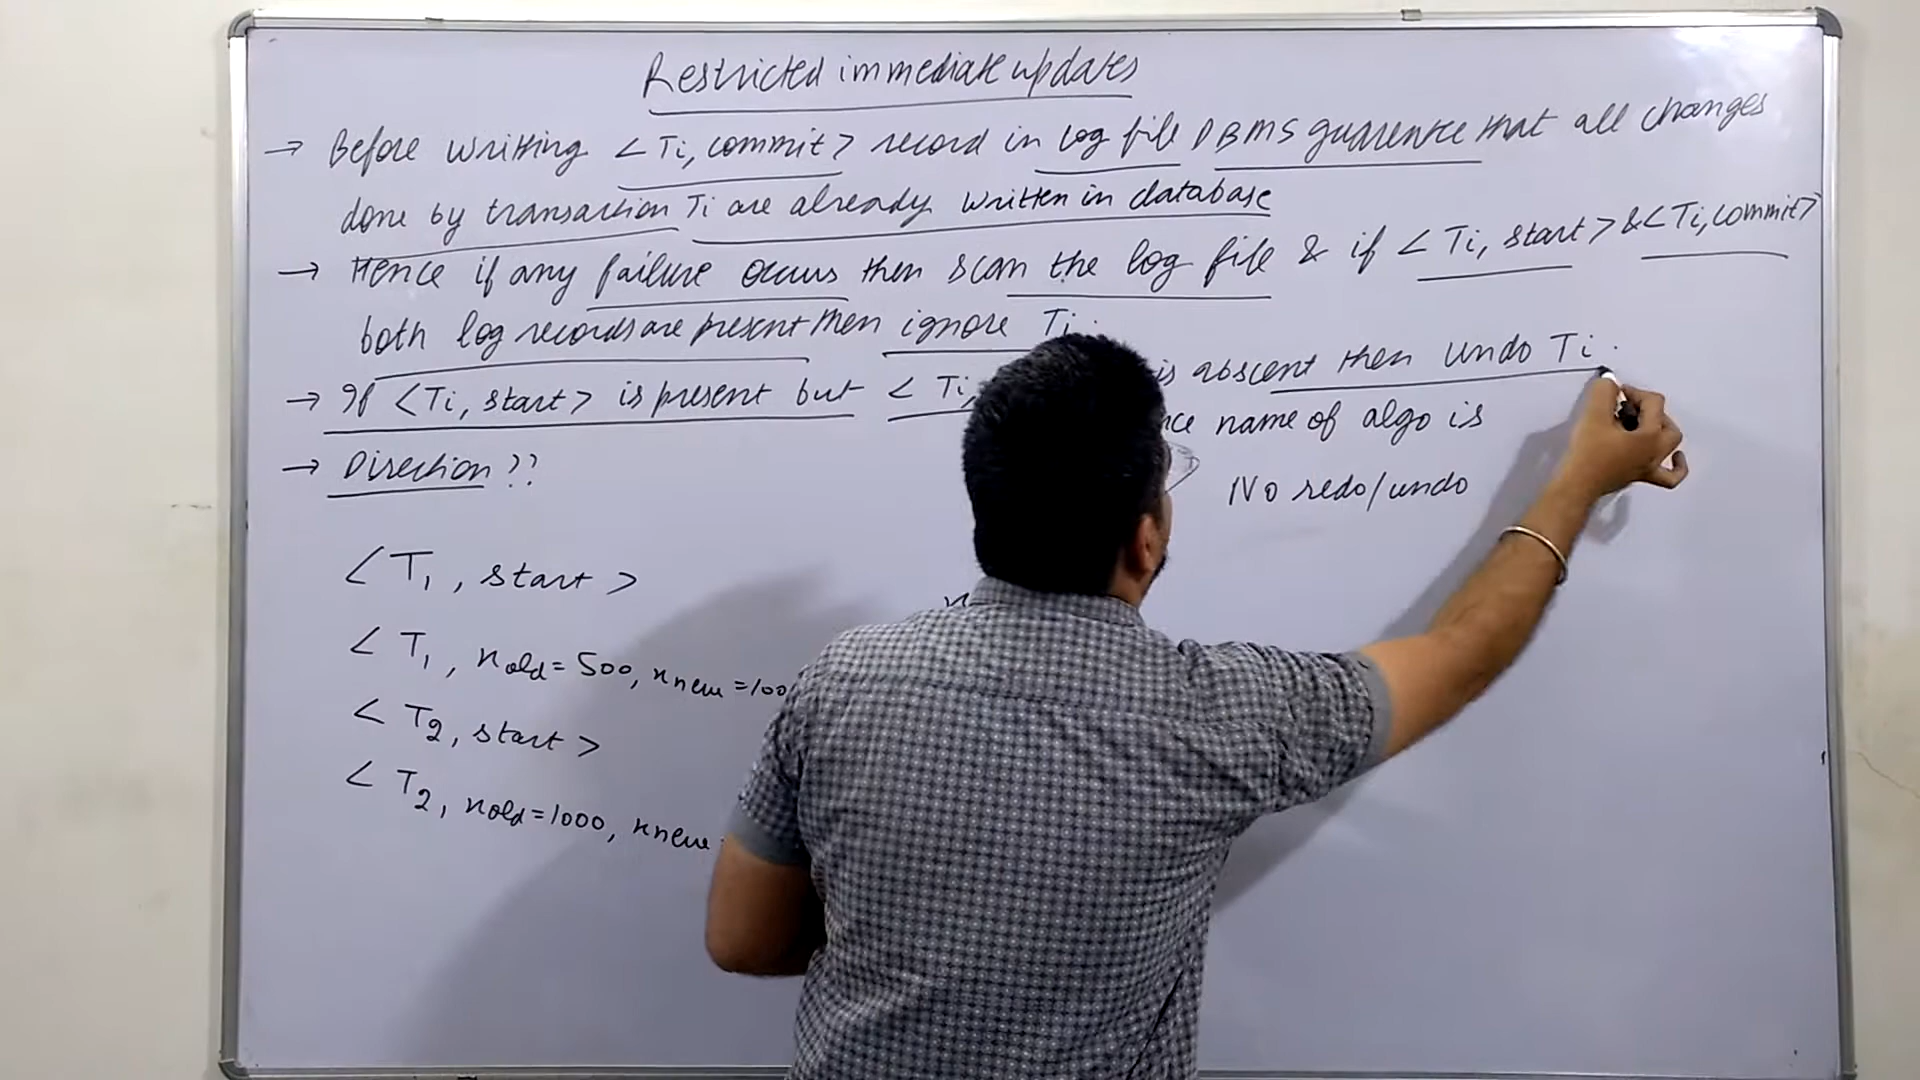 Restricted immediate updates
→ Before writting <Ti, commit> record in log file DBMS guarentee that all changes
done by transaction Ti are already written in database
→ Hence if any failure occurs then scan the log file & if <Ti, start> & <Ti, commit>
both log records are present then ignore Ti.
→ If <Ti, start> is present but <Ti, is abscent then undo Ti.
name of algo is
→ Direction ??
No redo/undo
<T1, start>
<T1, xold=500, xnew=100
<T2, start>
<T2, xold=1000, xnew